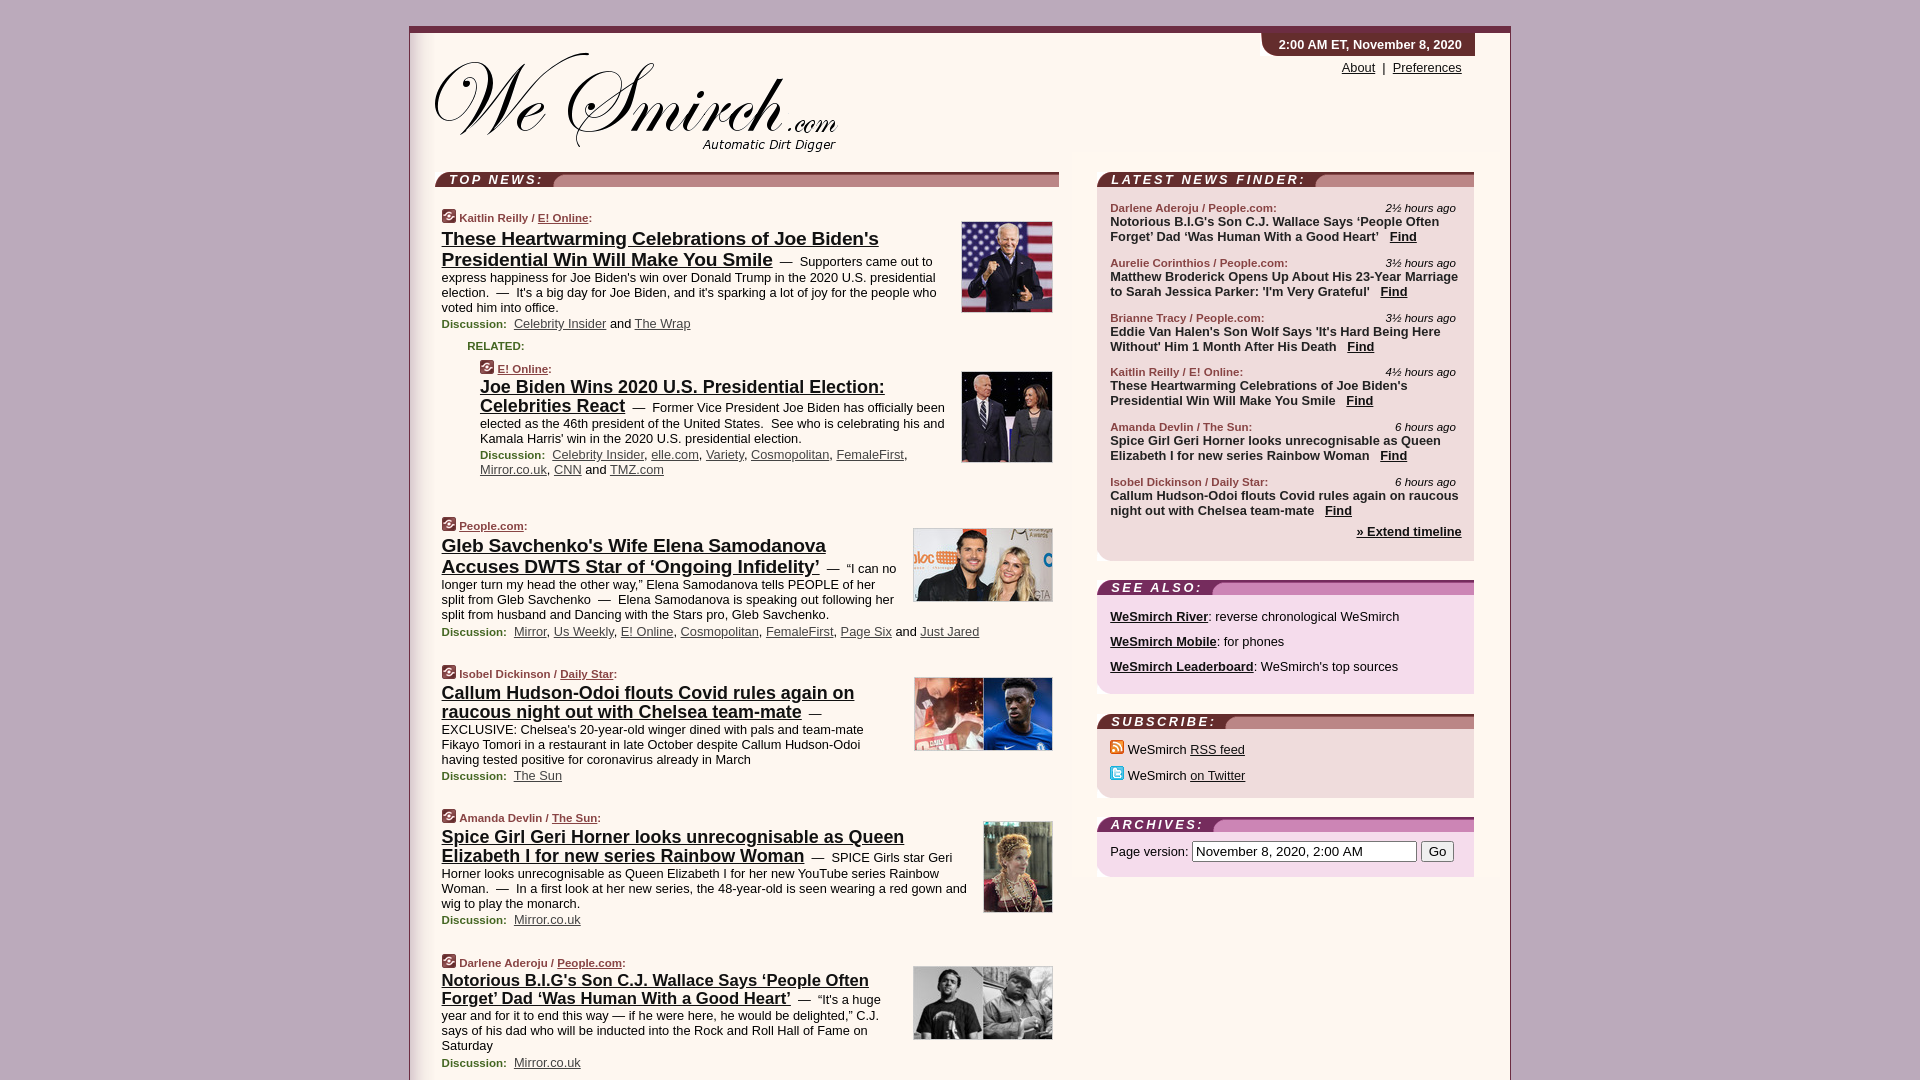 2:00 AM ET, November 8, 2020
About | Preferences
We Smirch .com
Automatic Dirt Digger
TOP NEWS:
Kaitlin Reilly / E! Online:
These Heartwarming Celebrations of Joe Biden's
Presidential Win Will Make You Smile — Supporters came out to
express happiness for Joe Biden's win over Donald Trump in the 2020 U.S. presidential
election. — It's a big day for Joe Biden, and it's sparking a lot of joy for the people who
voted him into office.
Discussion: Celebrity Insider and The Wrap
RELATED:
E! Online:
Joe Biden Wins 2020 U.S. Presidential Election:
Celebrities React — Former Vice President Joe Biden has officially been
elected as the 46th president of the United States. See who is celebrating his and
Kamala Harris' win in the 2020 U.S. presidential election.
Discussion: Celebrity Insider, elle.com, Variety, Cosmopolitan, FemaleFirst,
Mirror.co.uk, CNN and TMZ.com
People.com:
Gleb Savchenko's Wife Elena Samodanova
Accuses DWTS Star of ‘Ongoing Infidelity’ — “I can no
longer turn my head the other way,” Elena Samodanova tells PEOPLE of her
split from Gleb Savchenko — Elena Samodanova is speaking out following her
split from husband and Dancing with the Stars pro, Gleb Savchenko.
Discussion: Mirror, Us Weekly, E! Online, Cosmopolitan, FemaleFirst, Page Six and Just Jared
Isobel Dickinson / Daily Star:
Callum Hudson-Odoi flouts Covid rules again on
raucous night out with Chelsea team-mate —
EXCLUSIVE: Chelsea's 20-year-old winger dined with pals and team-mate
Fikayo Tomori in a restaurant in late October despite Callum Hudson-Odoi
having tested positive for coronavirus already in March
Discussion: The Sun
Amanda Devlin / The Sun:
Spice Girl Geri Horner looks unrecognisable as Queen
Elizabeth I for new series Rainbow Woman — SPICE Girls star Geri
Horner looks unrecognisable as Queen Elizabeth I for her new YouTube series Rainbow
Woman. — In a first look at her new series, the 48-year-old is seen wearing a red gown and
wig to play the monarch.
Discussion: Mirror.co.uk
Darlene Aderoju / People.com:
Notorious B.I.G's Son C.J. Wallace Says ‘People Often
Forget’ Dad ‘Was Human With a Good Heart’ — “It's a huge
year and for it to end this way — if he were here, he would be delighted,” C.J.
says of his dad who will be inducted into the Rock and Roll Hall of Fame on
Saturday
Discussion: Mirror.co.uk
LATEST NEWS FINDER:
Darlene Aderoju / People.com: 2½ hours ago
Notorious B.I.G's Son C.J. Wallace Says ‘People Often
Forget’ Dad ‘Was Human With a Good Heart’ Find
Aurelie Corinthios / People.com: 3½ hours ago
Matthew Broderick Opens Up About His 23-Year Marriage
to Sarah Jessica Parker: 'I'm Very Grateful' Find
Brianne Tracy / People.com: 3½ hours ago
Eddie Van Halen's Son Wolf Says 'It's Hard Being Here
Without' Him 1 Month After His Death Find
Kaitlin Reilly / E! Online: 4½ hours ago
These Heartwarming Celebrations of Joe Biden's
Presidential Win Will Make You Smile Find
Amanda Devlin / The Sun: 6 hours ago
Spice Girl Geri Horner looks unrecognisable as Queen
Elizabeth I for new series Rainbow Woman Find
Isobel Dickinson / Daily Star: 6 hours ago
Callum Hudson-Odoi flouts Covid rules again on raucous
night out with Chelsea team-mate Find
» Extend timeline
SEE ALSO:
WeSmirch River: reverse chronological WeSmirch
WeSmirch Mobile: for phones
WeSmirch Leaderboard: WeSmirch's top sources
SUBSCRIBE:
WeSmirch RSS feed
WeSmirch on Twitter
ARCHIVES:
Page version: November 8, 2020, 2:00 AM Go